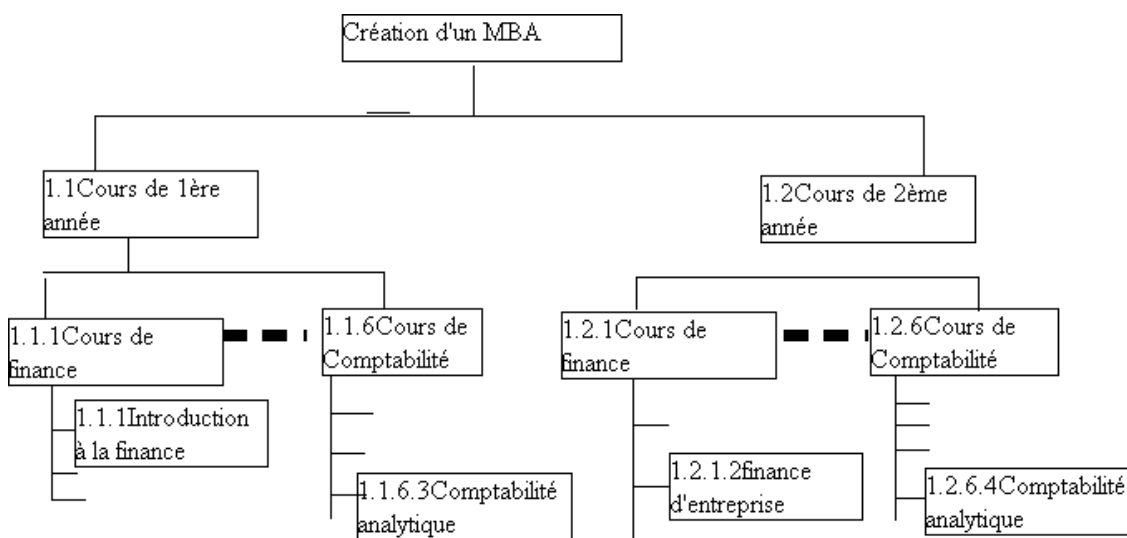 Création d'un MBA
1.1Cours de 1ère
année
1.2Cours de 2ème
année
1.1.1Cours de
finance
1.1.6Cours de
Comptabilité
1.2.1Cours de
finance
1.2.6Cours de
Comptabilité
1.1.1Introduction
à la finance
1.1.6.3Comptabilité
analytique
1.2.1.2finance
d'entreprise
1.2.6.4Comptabilité
analytique